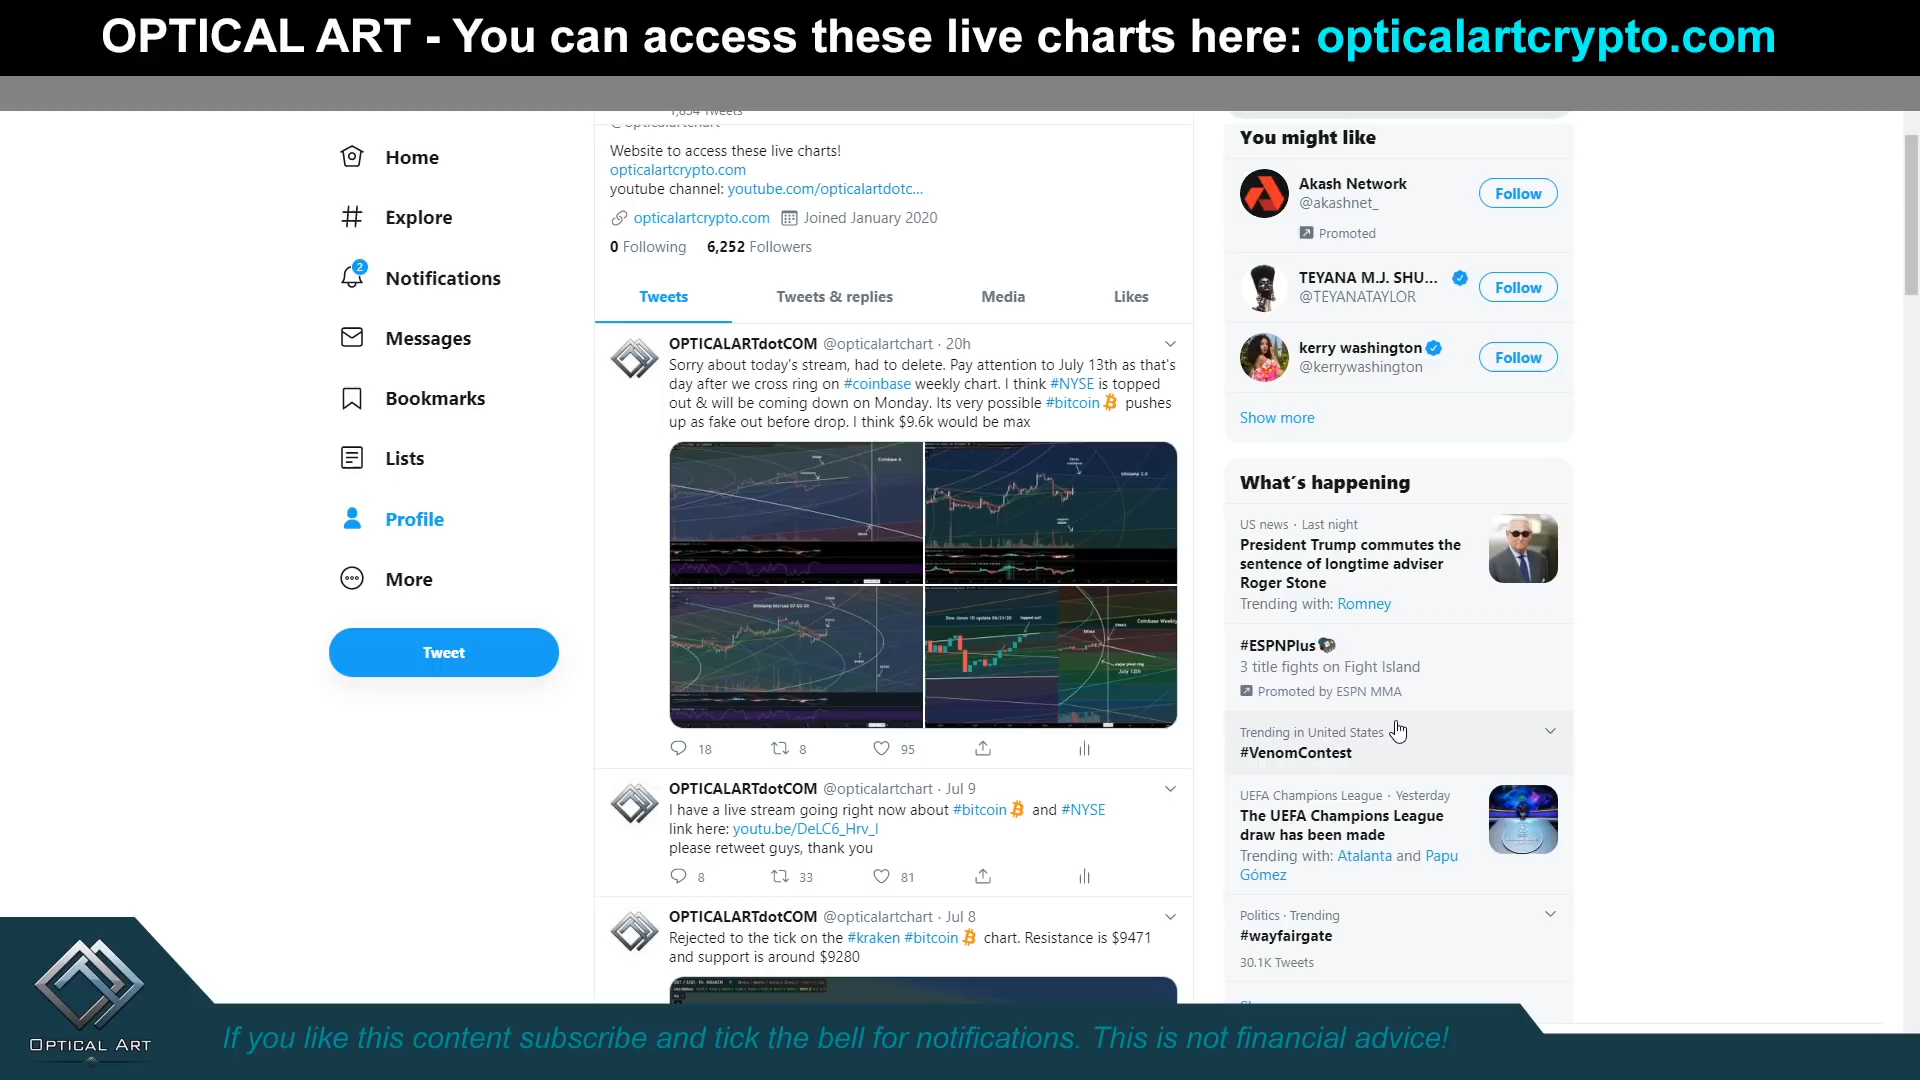 OPTICAL ART - You can access these live charts here: opticalartcrypto.com
Home
Explore
2
Notifications
Messages
Bookmarks
Lists
Profile
More
Tweet
Website to access these live charts!
opticalartcrypto.com
youtube channel: youtube.com/opticalartdotc...
opticalartcrypto.com Joined January 2020
0 Following 6,252 Followers
Tweets Tweets & replies Media Likes
OPTICALARTdotCOM @opticalartchart · 20h
Sorry about today's stream, had to delete. Pay attention to July 13th as that's
day after we cross ring on #coinbase weekly chart. I think #NYSE is topped
out & will be coming down on Monday. Its very possible #bitcoin pushes
up as fake out before drop. I think $9.6k would be max
Coinbase A
bitstamp 2.0
Coinbase Weekly
July 12th
18 8 95
OPTICALARTdotCOM @opticalartchart · Jul 9
I have a live stream going right now about #bitcoin and #NYSE
link here: youtu.be/DeLC6_Hrv_I
please retweet guys, thank you
8 33 81
OPTICALARTdotCOM @opticalartchart · Jul 8
Rejected to the tick on the #kraken #bitcoin chart. Resistance is $9471
and support is around $9280
You might like
Akash Network
@akashnet_
Follow
Promoted
TEYANA M.J. SHU...
@TEYANATAYLOR
Follow
kerry washington
@kerrywashington
Follow
Show more
What's happening
US news · Last night
President Trump commutes the
sentence of longtime adviser
Roger Stone
Trending with: Romney
#ESPNPlus
3 title fights on Fight Island
Promoted by ESPN MMA
Trending in United States
#VenomContest
UEFA Champions League · Yesterday
The UEFA Champions League
draw has been made
Trending with: Atalanta and Papu
Gómez
Politics · Trending
#wayfairgate
30.1K Tweets
OPTICAL ART
If you like this content subscribe and tick the bell for notifications. This is not financial advice!